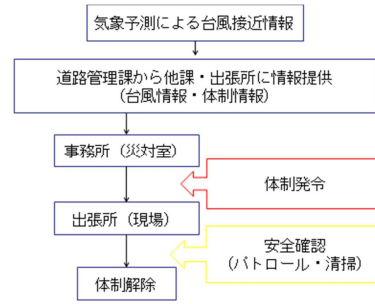 気象予測による台風接近情報
道路管理課から他課・出張所に情報提供
(台風情報・体制情報)
事務所(災対室)
体制発令
出張所(現場)
安全確認
(パトロール・清掃)
体制解除